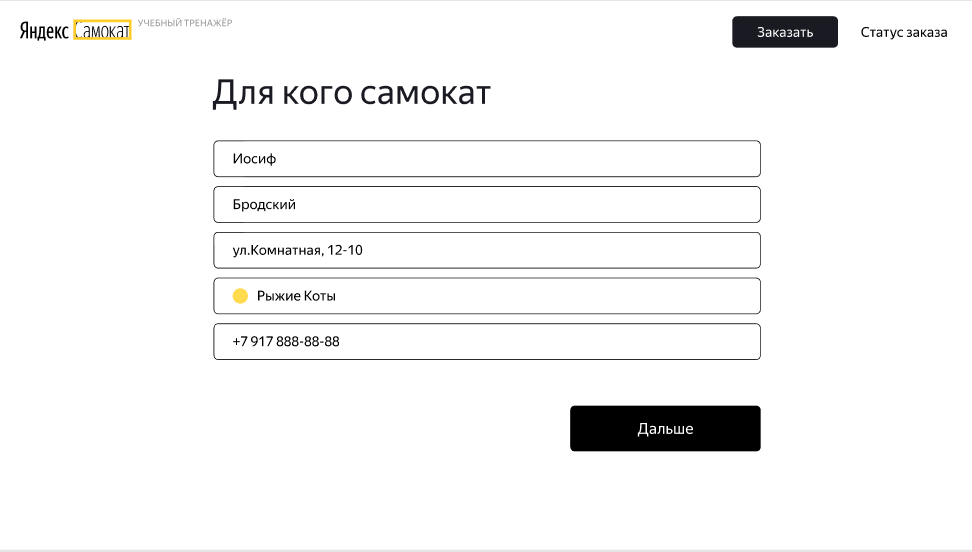 Яндекс Самокат УЧЕБНЫЙ ТРЕНАЖЁР Заказать Статус заказа
Для кого самокат
Иосиф
Бродский
ул.Комнатная, 12-10
Рыжие Коты
+7 917 888-88-88
Дальше